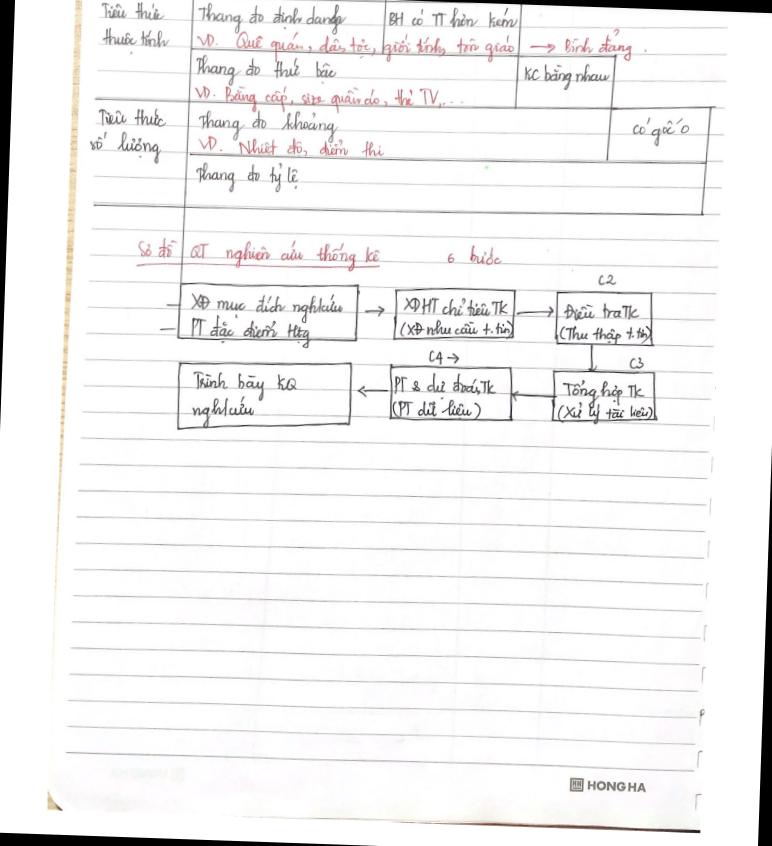 Tiêu thức
thuộc tính
Thang đo định danh
BH có TT hơn kém
VD. Quê quán, dân tộc, giới tính, tôn giáo → Bình đẳng.
Thang đo thứ bậc
KC bằng nhau
VD. Bằng cấp, size quần áo, thẻ TV,...
Tiêu thức
số lượng
Thang đo khoảng
có gốc 0
VD. Nhiệt độ, điểm thi
Thang đo tỷ lệ
Sơ đồ QT nghiên cứu thống kê 6 bước
XĐ mục đích nghiên cứu
PT đặc điểm Htg
→
XĐHT chỉ tiêu TK
(XĐ nhu cầu t.tin)
C2
Điều tra TK
(Thu thập t.tin)
C3
Tổng hợp TK
(Xử lý tài liệu)
C4 →
PT & dự đoán TK
(PT dữ liệu)
Trình bày KQ
nghiên cứu
HH HONG HA